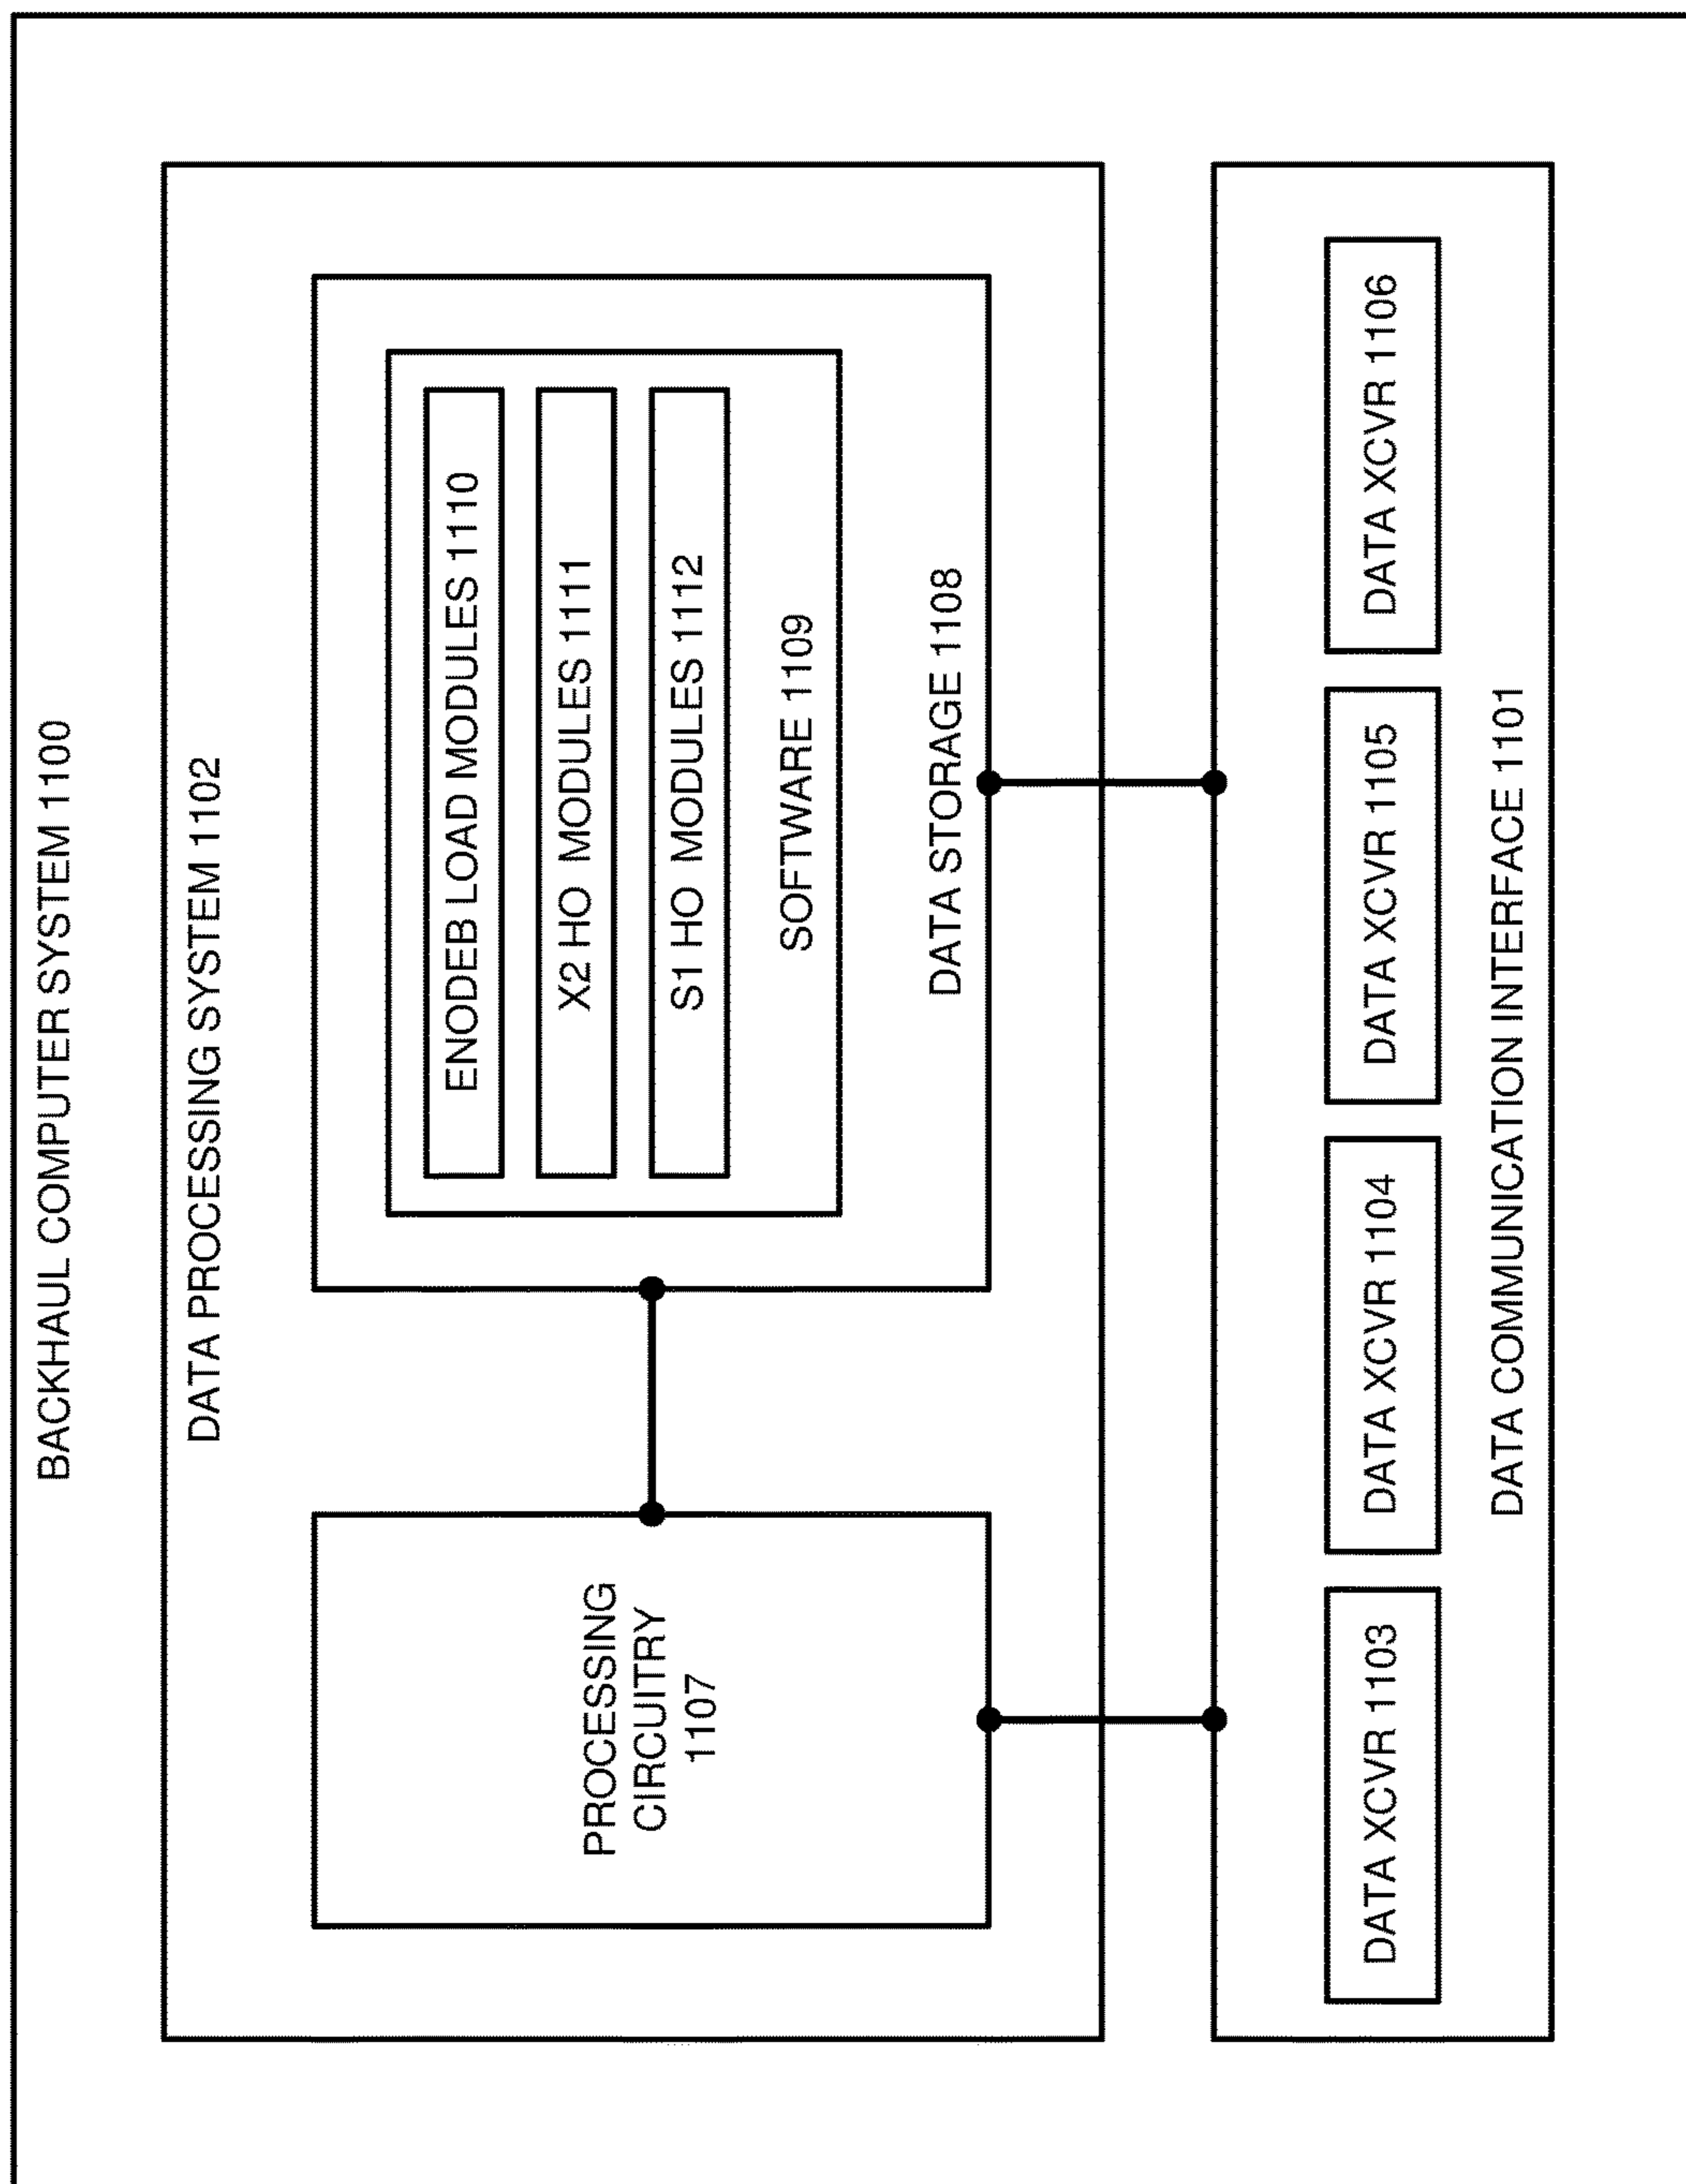 BACKHAUL COMPUTER SYSTEM 1100
DATA PROCESSING SYSTEM 1102
PROCESSING
CIRCUITRY
1107
ENODEB LOAD MODULES 1110
X2 HO MODULES 1111
S1 HO MODULES 1112
SOFTWARE 1109
DATA STORAGE 1108
DATA XCVR 1103
DATA XCVR 1104
DATA XCVR 1105
DATA XCVR 1106
DATA COMMUNICATION INTERFACE 1101